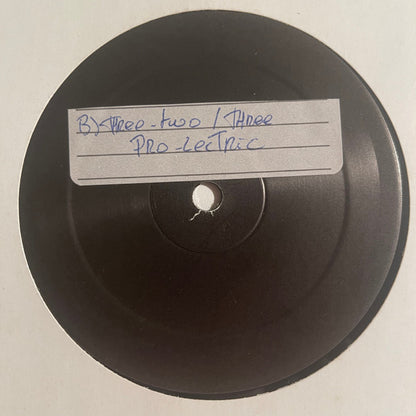 B) Three-two / Three
PRO-LecTric